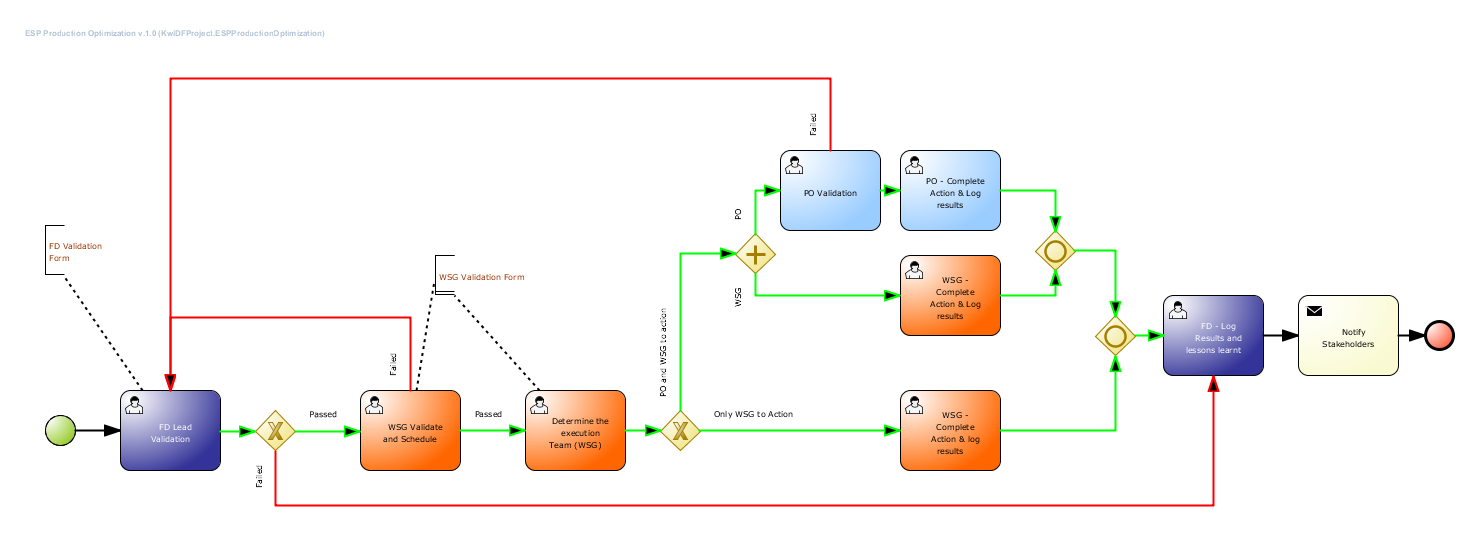 ESP Production Optimization v.1.0 (KwIDFProject.ESPProductionOptimization)
Failed
PO Validation
PO - Complete
Action & Log
results
PO
FD Validation
Form
WSG Validation Form
WSG
WSG -
Complete
Action & Log
results
PO and WSG to action
Failed
FD - Log
Results and
lessons learnt
Notify
Stakeholders
FD Lead
Validation
Passed
WSG Validate
and Schedule
Passed
Determine the
execution
Team (WSG)
Only WSG to Action
WSG -
Complete
Action & log
results
Failed